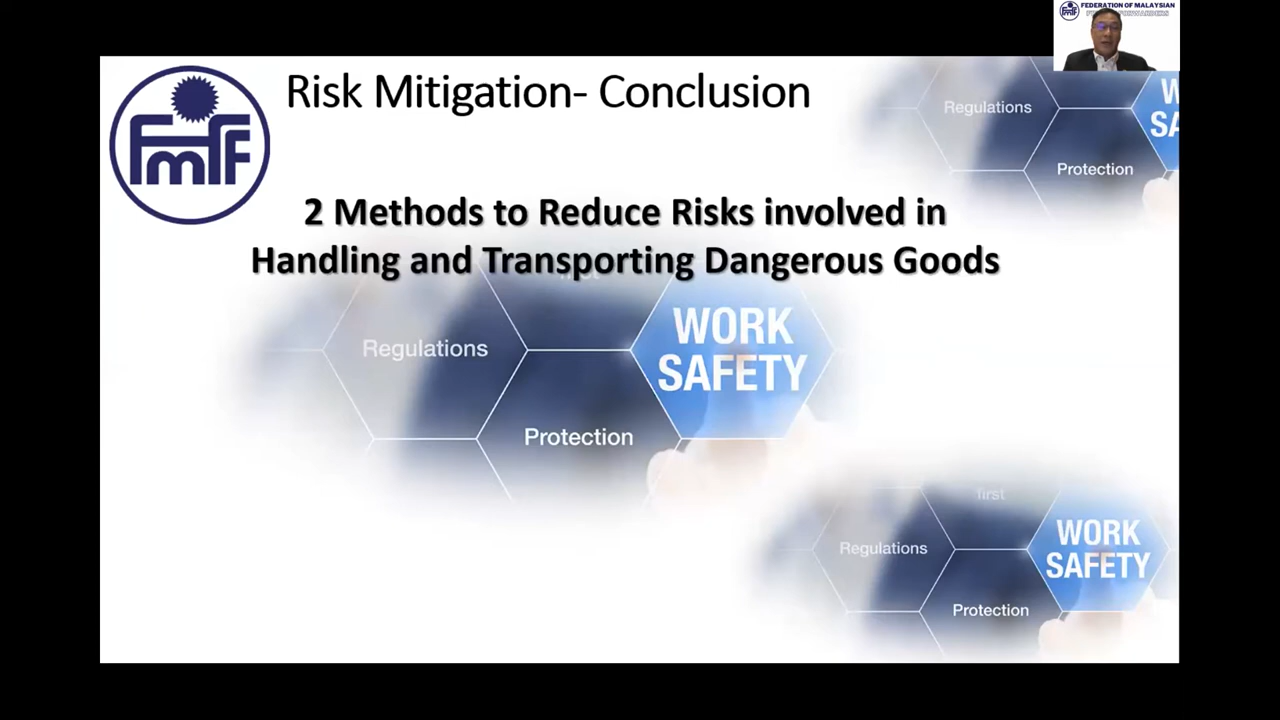 FEDERATION OF MALAYSIAN
fmff
Risk Mitigation- Conclusion
Regulations
Protection
2 Methods to Reduce Risks involved in
Handling and Transporting Dangerous Goods
Regulations
WORK
SAFETY
Protection
first
Regulations
WORK
SAFETY
Protection